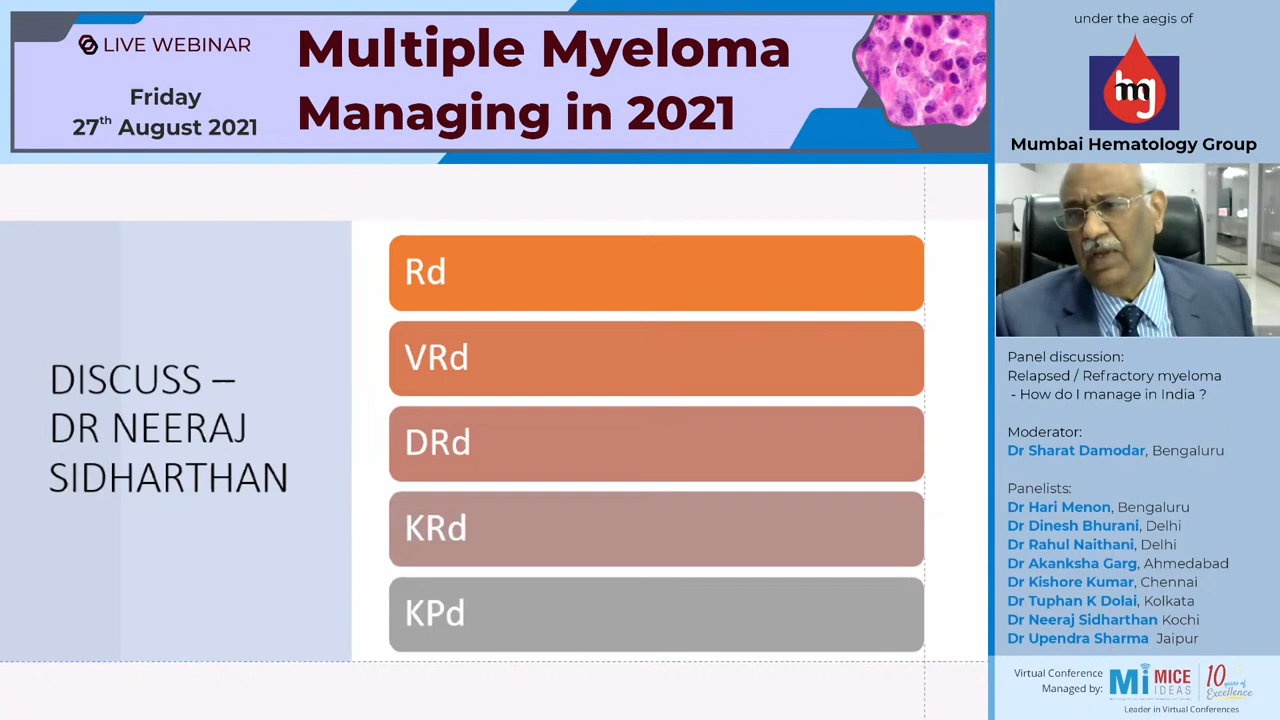 LIVE WEBINAR
Friday
27th August 2021
Multiple Myeloma
Managing in 2021
under the aegis of
hmg
Mumbai Hematology Group
DISCUSS –
DR NEERAJ
SIDHARTHAN
Rd
VRd
DRd
KRd
KPd
Panel discussion:
Relapsed / Refractory myeloma
- How do I manage in India ?
Moderator:
Dr Sharat Damodar, Bengaluru
Panelists:
Dr Hari Menon, Bengaluru
Dr Dinesh Bhurani, Delhi
Dr Rahul Naithani, Delhi
Dr Akanksha Garg, Ahmedabad
Dr Kishore Kumar, Chennai
Dr Tuphan K Dolai, Kolkata
Dr Neeraj Sidharthan Kochi
Dr Upendra Sharma Jaipur
Virtual Conference
Managed by:
Mi MICE
IDEAS
10 years of
Excellence
Leader in Virtual Conferences